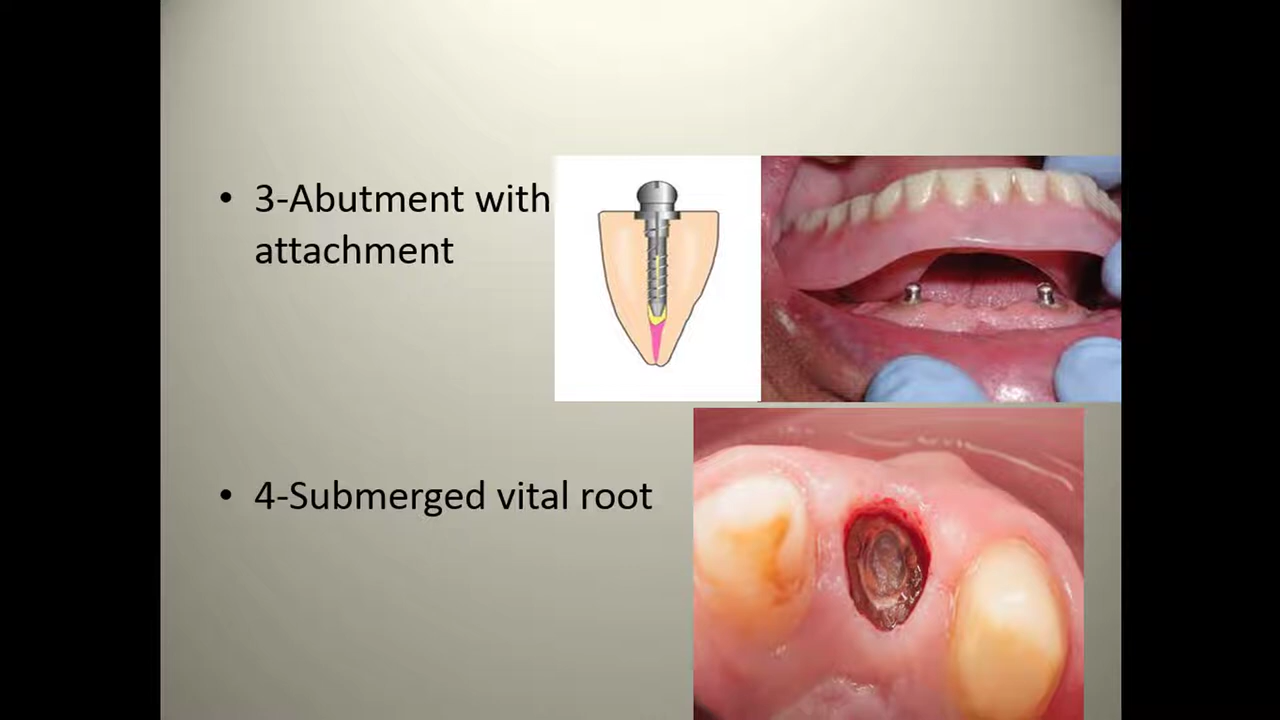 • 3-Abutment with
attachment
• 4-Submerged vital root